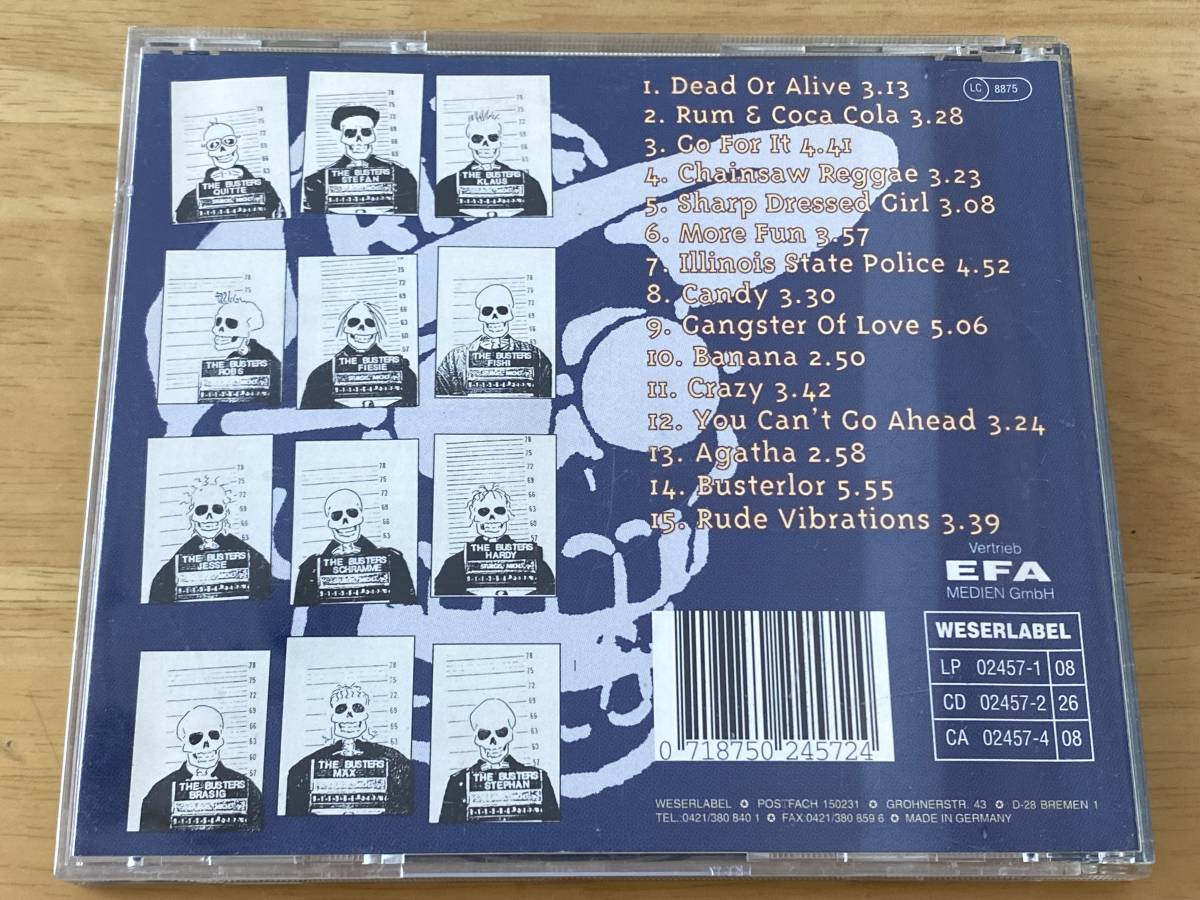 THE BUSTERS
QUITTE
THE BUSTERS
STEFAN
THE BUSTERS
KLAUS
THE BUSTERS
ROB S
THE BUSTERS
FIESIE
THE BUSTERS
FISHI
THE BUSTERS
JESSE
THE BUSTERS
SCHRAMME
THE BUSTERS
HARDY
THE BUSTERS
BRASIG
THE BUSTERS
MÄX
THE BUSTERS
STEPHAN
1. Dead Or Alive 3.13
2. Rum & Coca Cola 3.28
3. Go For It 4.41
4. Chainsaw Reggae 3.23
5. Sharp Dressed Girl 3.08
6. More Fun 3.57
7. Illinois State Police 4.52
8. Candy 3.30
9. Gangster Of Love 5.06
10. Banana 2.50
11. Crazy 3.42
12. You Can't Go Ahead 3.24
13. Agatha 2.58
14. Busterlor 5.55
15. Rude Vibrations 3.39
LC 8875
Vertrieb
EFA
MEDIEN GmbH
WESERLABEL
LP 02457-1 08
CD 02457-2 26
CA 02457-4 08
0 718750 245724
WESERLABEL ✪ POSTFACH 150231 ✪ GROHNERSTR. 43 ✪ D-28 BREMEN 1
TEL.:0421/380 840 1 ✪ FAX:0421/380 859 6 ✪ MADE IN GERMANY